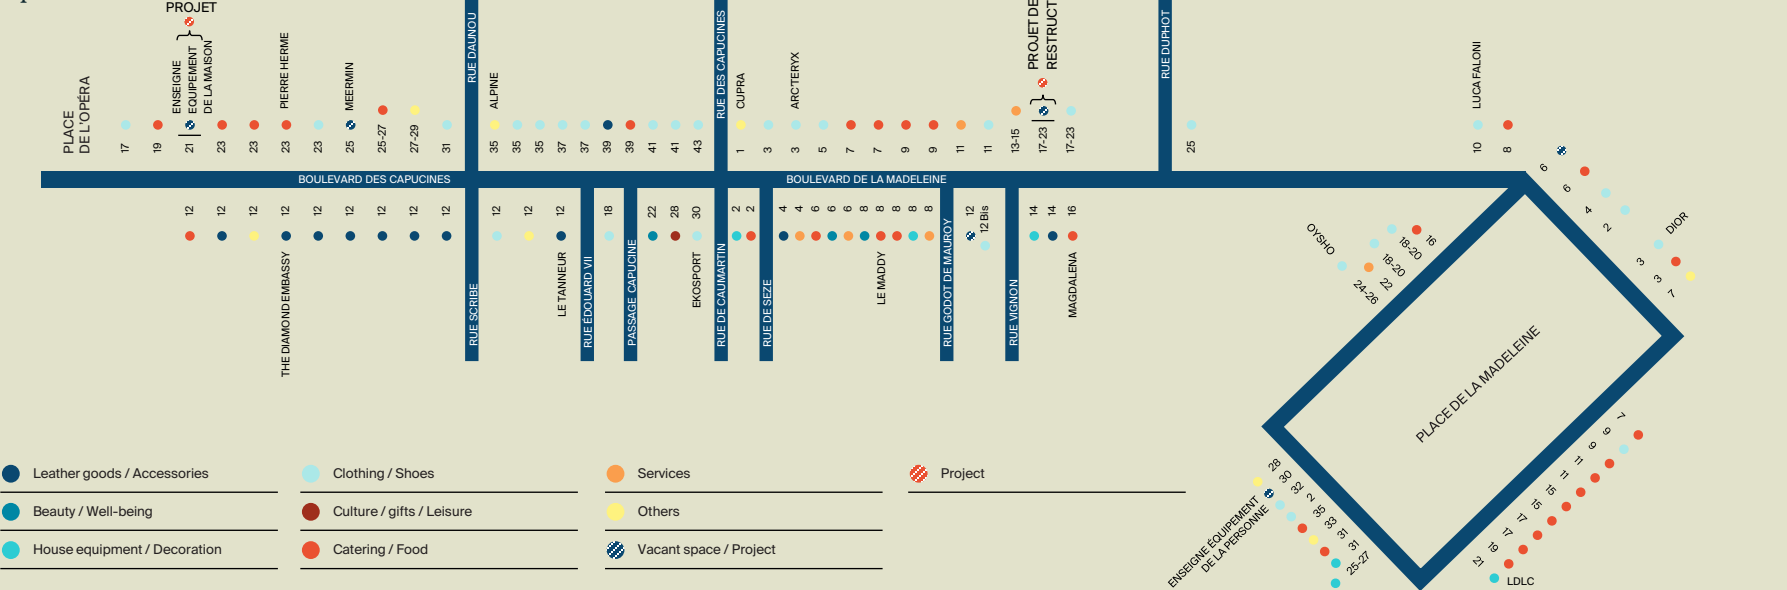 PROJET
ENSEIGNE
EQUIPEMENT
DE LA MAISON
PIERRE HERME
MEERMIN
RUE DAUNOU
ALPINE
RUE DES CAPUCINES
CUPRA
ARC'TERYX
PROJET DE
RESTRUCT
RUE DUPHOT
LUCA FALONI
PLACE
DE L'OPÉRA
17
19
21
23
23
23
23
25
25-27
27-29
31
35
35
35
37
37
39
39
41
41
43
1
3
3
5
7
7
9
9
11
11
13-15
17-23
17-23
25
10
8
BOULEVARD DES CAPUCINES
BOULEVARD DE LA MADELEINE
12
12
12
12
12
12
12
12
12
12
12
12
18
22
28
30
2
2
4
4
6
6
6
8
8
8
8
8
12
12 Bis
14
14
16
THE DIAMOND EMBASSY
RUE SCRIBE
LE TANNEUR
RUE ÉDOUARD VII
PASSAGE CAPUCINE
EKOSPORT
RUE DE CAUMARTIN
RUE DE SEZE
LE MADDY
RUE GODOT DE MAUROY
RUE VIGNON
MAGDALENA
6
6
4
2
DIOR
3
3
7
OYSHO
16
18-20
18-20
22
24-26
PLACE DE LA MADELEINE
7
9
9
11
11
15
15
17
17
19
21
LDLC
28
30
32
2
35
33
31
31
25-27
ENSEIGNE ÉQUIPEMENT
DE LA PERSONNE
Leather goods / Accessories
Clothing / Shoes
Services
Project
Beauty / Well-being
Culture / gifts / Leisure
Others
House equipment / Decoration
Catering / Food
Vacant space / Project